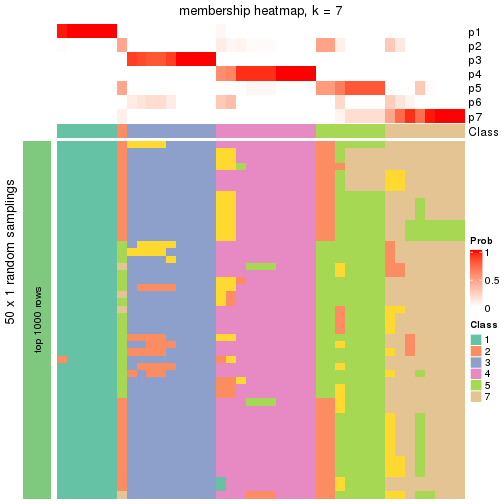 membership heatmap, k = 7
p1
p2
p3
p4
p5
p6
p7
Class
50 x 1 random samplings
top 1000 rows
Prob
1
0.5
0
Class
1
2
3
4
5
6
7